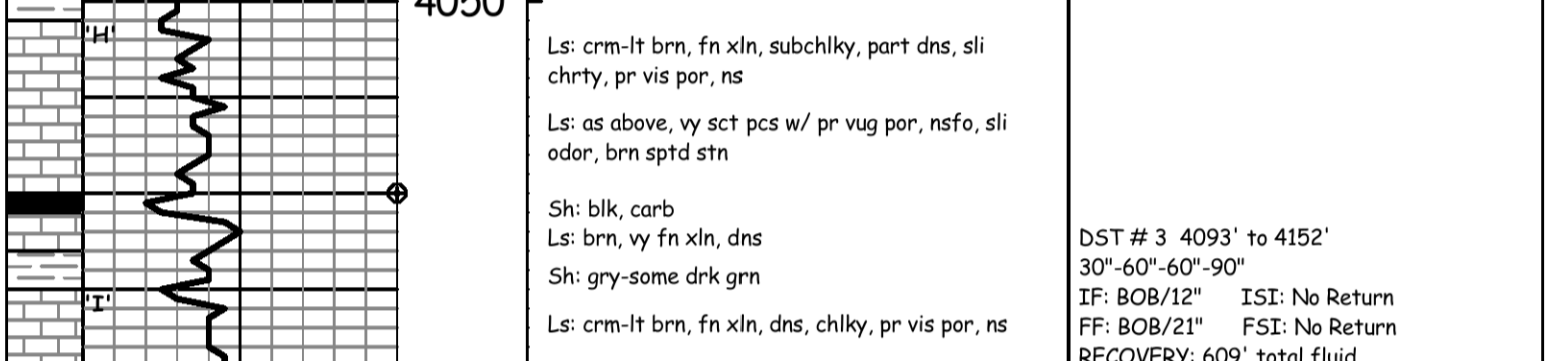 4050
'H'
Ls: crm-lt brn, fn xln, subchlky, part dns, sli
chrty, pr vis por, ns
Ls: as above, vy sct pcs w/ pr vug por, nsfo, sli
odor, brn sptd stn
Sh: blk, carb
Ls: brn, vy fn xln, dns
Sh: gry-some drk grn
'I'
Ls: crm-lt brn, fn xln, dns, chlky, pr vis por, ns
DST # 3 4093' to 4152'
30"-60"-60"-90"
IF: BOB/12" ISI: No Return
FF: BOB/21" FSI: No Return
RECOVERY: 609' total fluid